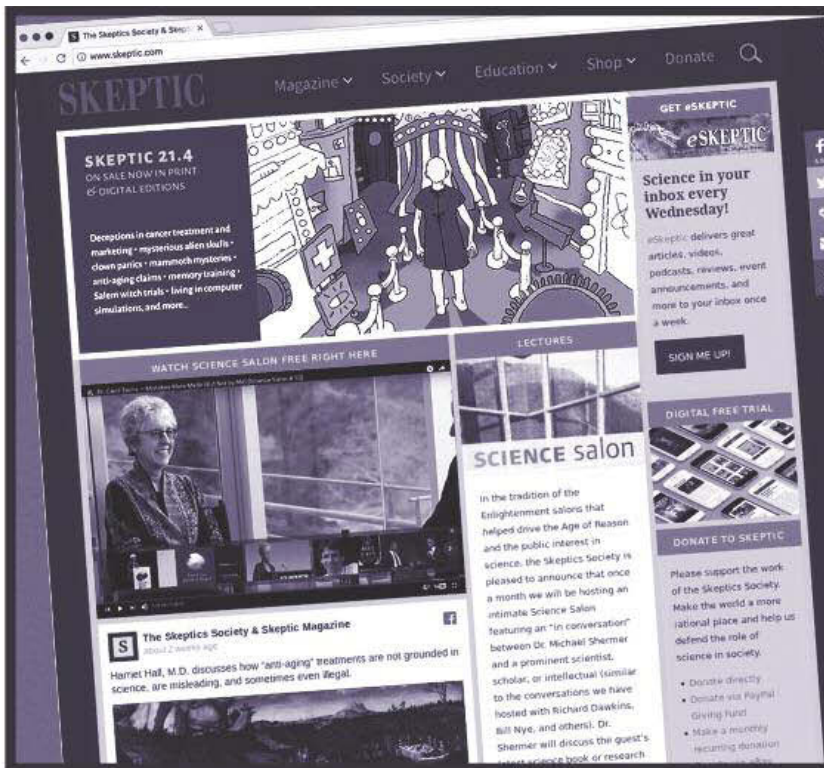 The Skeptics Society & Skept
www.skeptic.com
SKEPTIC
Magazine
Society
Education
Shop
Donate
SKEPTIC 21.4
ON SALE NOW IN PRINT
& DIGITAL EDITIONS
Deceptions in cancer treatment and
marketing • mysterious alien skulls •
clown panics • mammoth mysteries •
anti-aging claims • memory training •
Salem witch trials • living in computer
simulations, and more...
GET eSKEPTIC
eSKEPTIC
Science in your
inbox every
Wednesday!
eSkeptic delivers great
articles, videos,
podcasts, reviews, event
announcements, and
more to your inbox once
a week.
SIGN ME UP!
WATCH SCIENCE SALON FREE RIGHT HERE
S
The Skeptics Society & Skeptic Magazine
about 2 weeks ago
Harriet Hall, M.D. discusses how "anti-aging" treatments are not grounded in
science, are misleading, and sometimes even illegal.
LECTURES
SCIENCE salon
In the tradition of the
Enlightenment salons that
helped drive the Age of Reason
and the public interest in
science, the Skeptics Society is
pleased to announce that once
a month we will be hosting an
intimate Science Salon
featuring an "in conversation"
between Dr. Michael Shermer
and a prominent scientist,
scholar, or intellectual (similar
to the conversations we have
hosted with Richard Dawkins,
Bill Nye, and others). Dr.
Shermer will discuss the guest's
latest science book or research
DIGITAL FREE TRIAL
DONATE TO SKEPTIC
Please support the work
of the Skeptics Society.
Make the world a more
rational place and help us
defend the role of
science in society.
• Donate directly
• Donate via PayPal
Giving Fund
• Make a monthly
recurring donation